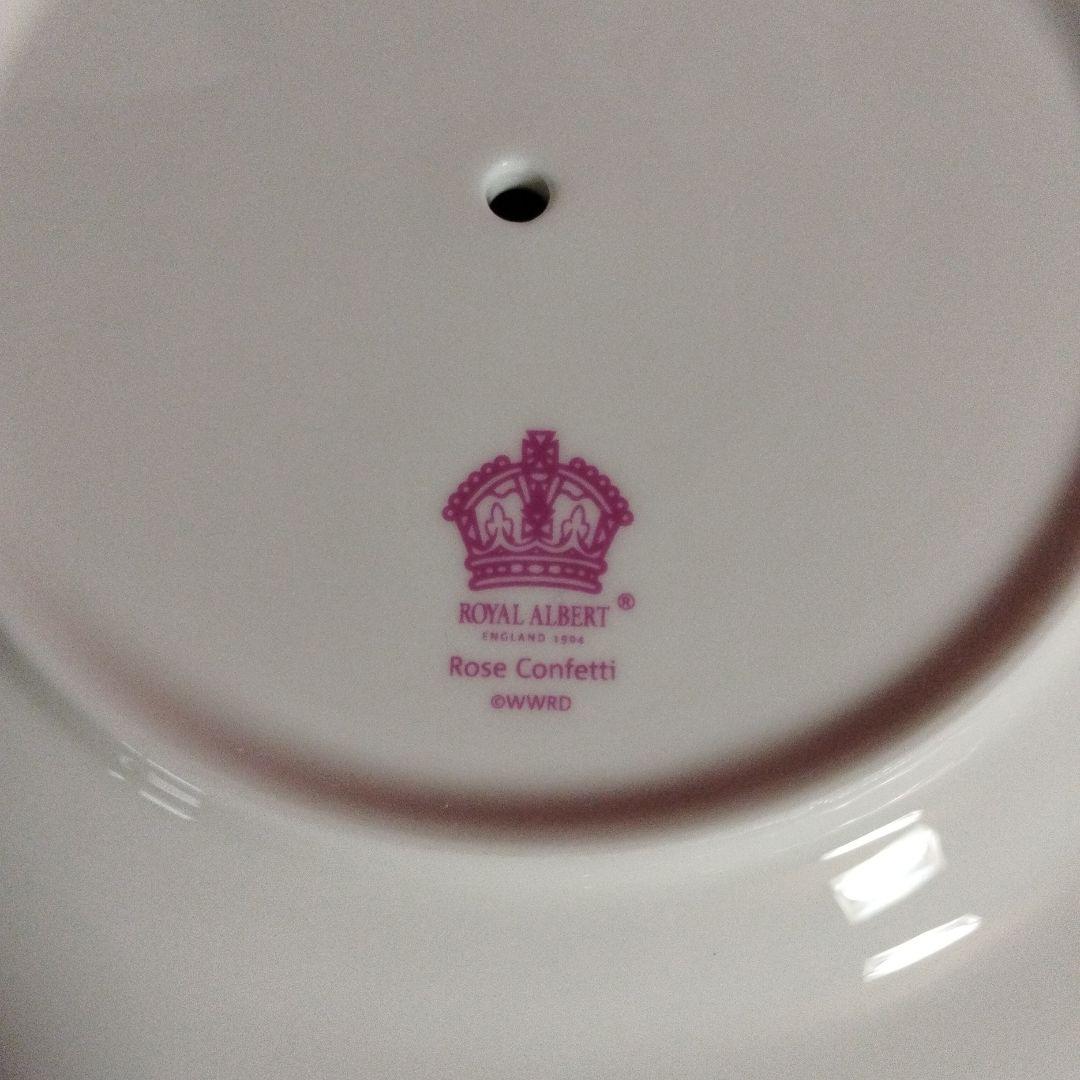 ROYAL ALBERT ®
ENGLAND 1904
Rose Confetti
©WWRD